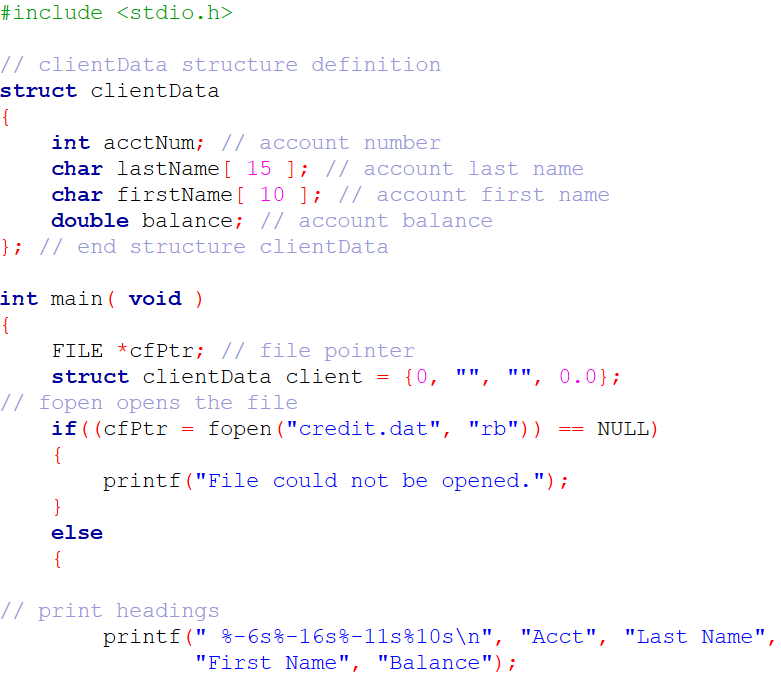 #include <stdio.h>

// clientData structure definition
struct clientData
{
    int acctNum; // account number
    char lastName[ 15 ]; // account last name
    char firstName[ 10 ]; // account first name
    double balance; // account balance
}; // end structure clientData

int main( void )
{
    FILE *cfPtr; // file pointer
    struct clientData client = {0, "", "", 0.0};
// fopen opens the file
    if((cfPtr = fopen("credit.dat", "rb")) == NULL)
    {
        printf("File could not be opened.");
    }
    else
    {

// print headings
        printf(" %-6s%-16s%-11s%10s\n", "Acct", "Last Name",
               "First Name", "Balance");